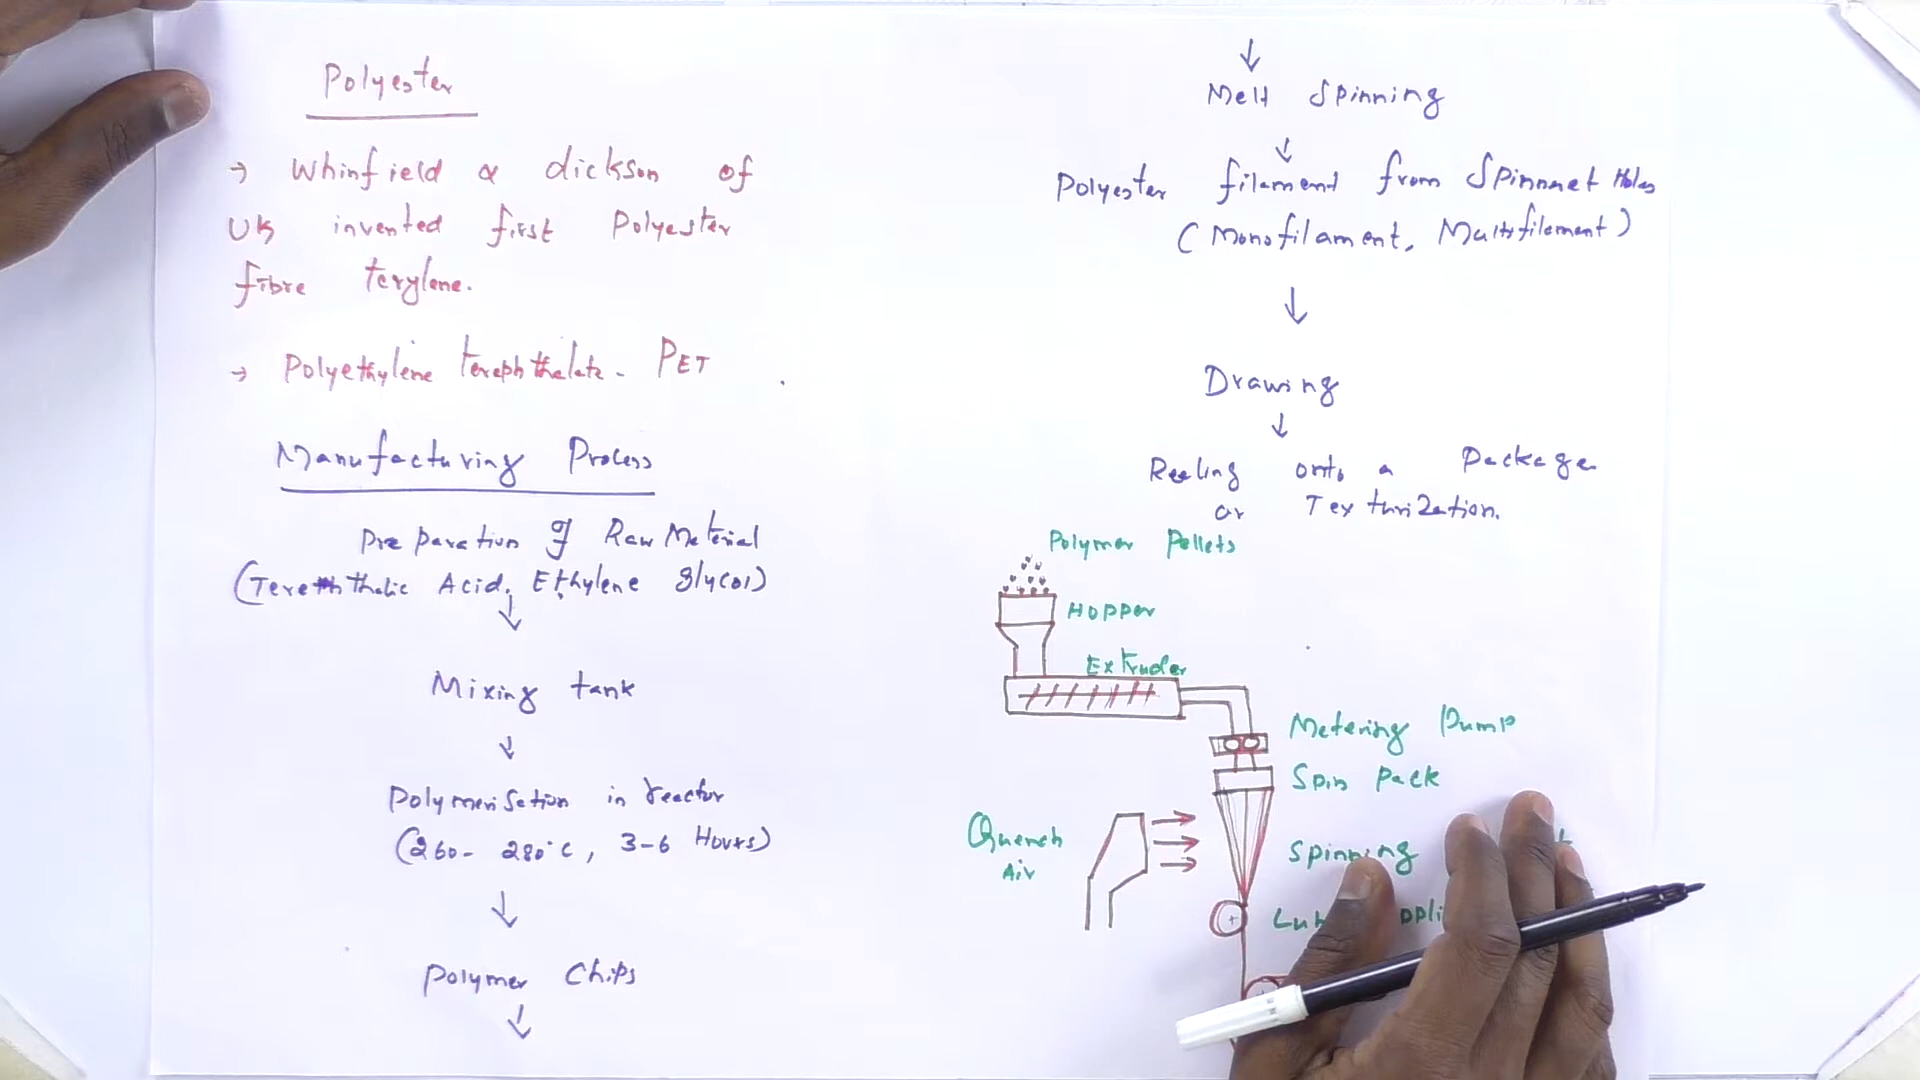 Polyester
→ Whinfield & dickson of
UK invented first Polyester
fibre terylene.
→ Polyethylene terephthalate - PET
Manufacturing Process
Preparation of Raw Material
(Terephthalic Acid, Ethylene glycol)
↓
Mixing tank
↓
Polymerisation in reactor
(260- 280°C, 3-6 Hours)
↓
Polymer Chips
↓
↓
Melt Spinning
↓
Polyester filament from Spinnret Holes
(Monofilament, Multifilament)
↓
Drawing
↓
Reeling onto a Package
or Texthrization.
Polymer Pellets
Hopper
Extruder
Metering Pump
Spin Pack
Quench
Air
Spinning